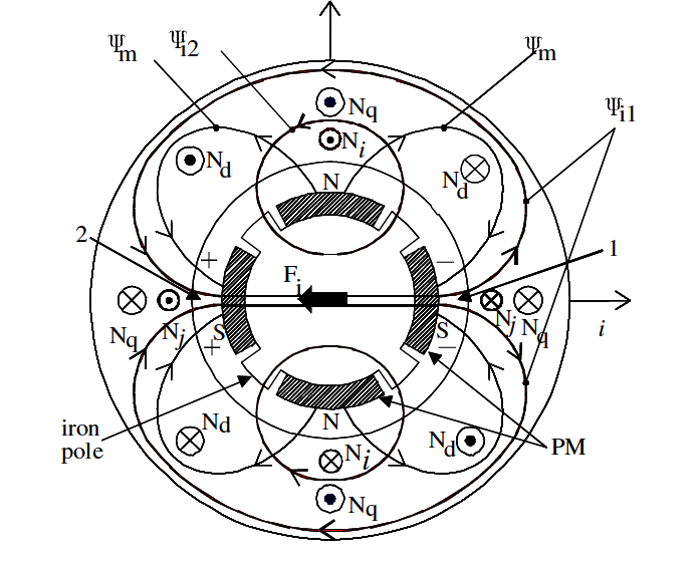 Ψm
Ψi2
Ψm
Ψi1
Nq
Ni
Nd
Nd
N
2
1
+
−
Fi
Nq
Nj
S
S
Nj
Nq
i
+
−
iron
pole
N
Nd
Nd
Ni
PM
Nq